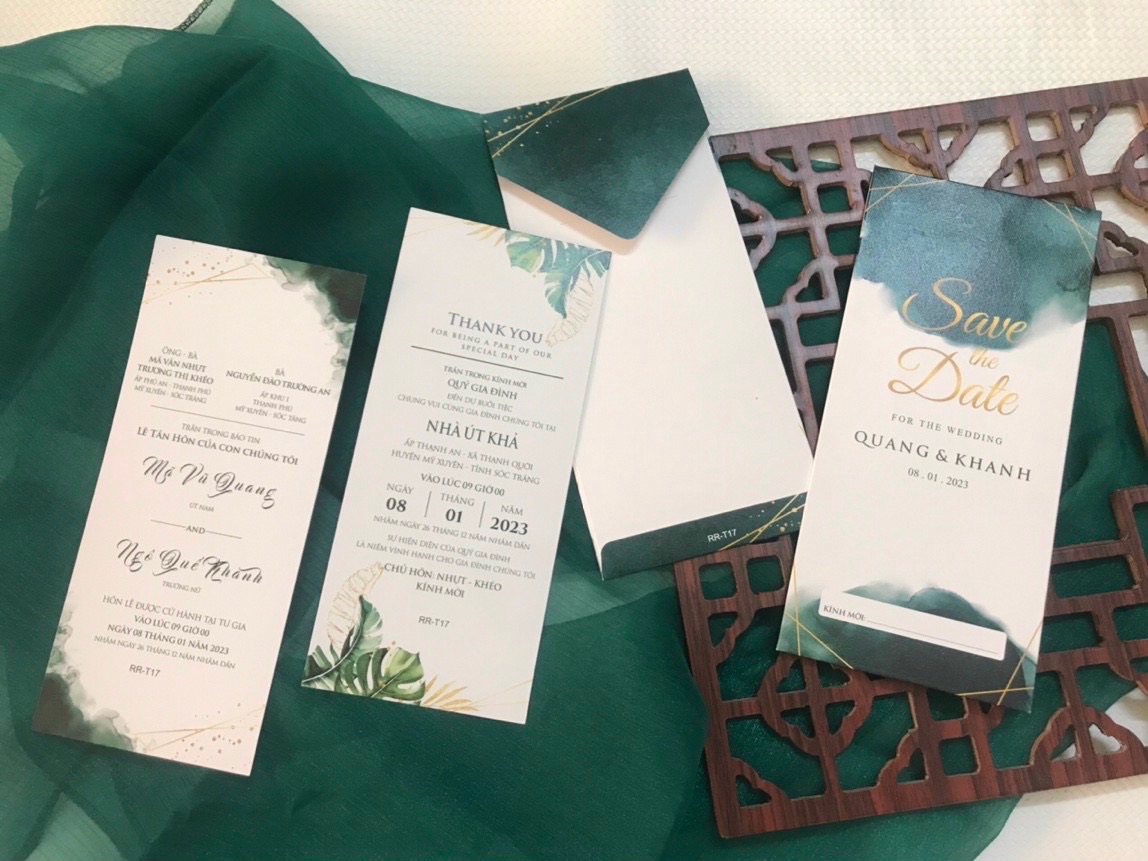 ÔNG - BÀ
MÃ VĂN NHỰT
TRƯƠNG THỊ KHÉO
ẤP PHÚ AN - THẠNH PHÚ
MỸ XUYÊN - SÓC TRĂNG
BÀ
NGUYỄN ĐÀO TRƯƠNG AN
ẤP KHU 1
THẠNH PHÚ
MỸ XUYÊN - SÓC TĂNG
TRÂN TRỌNG BÁO TIN
LỄ TÂN HÔN CỦA CON CHÚNG TÔI
Mã Vũ Quang
ÚT NAM
AND
Ngô Quế Khanh
TRƯỞNG NỮ
HÔN LỄ ĐƯỢC CỬ HÀNH TẠI TƯ GIA
VÀO LÚC 09 GIỜ 00
NGÀY 08 THÁNG 01 NĂM 2023
NHẰM NGÀY 26 THÁNG 12 NĂM NHÂM DẦN
RR-T17
THANK YOU
FOR BEING A PART OF OUR
SPECIAL DAY
TRÂN TRỌNG KÍNH MỜI
QUÝ GIA ĐÌNH
ĐẾN DỰ BUỔI TIỆC
CHUNG VUI CÙNG GIA ĐÌNH CHÚNG TÔI TẠI
NHÀ ÚT KHẢ
ẤP THẠNH AN - XÃ THẠNH QUỚI
HUYỆN MỸ XUYÊN - TỈNH SÓC TRĂNG
VÀO LÚC 09 GIỜ 00
NGÀY THÁNG NĂM
08 01 2023
NHẰM NGÀY 26 THÁNG 12 NĂM NHÂM DẦN
SỰ HIỆN DIỆN CỦA QUÝ GIA ĐÌNH
LÀ NIỀM VINH HẠNH CHO GIA ĐÌNH CHÚNG TÔI
CHỦ HÔN: NHỰT - KHÉO
KÍNH MỜI
RR-T17
RR-T17
Save
the
Date
FOR THE WEDDING
QUANG & KHANH
08 . 01 . 2023
KÍNH MỜI: